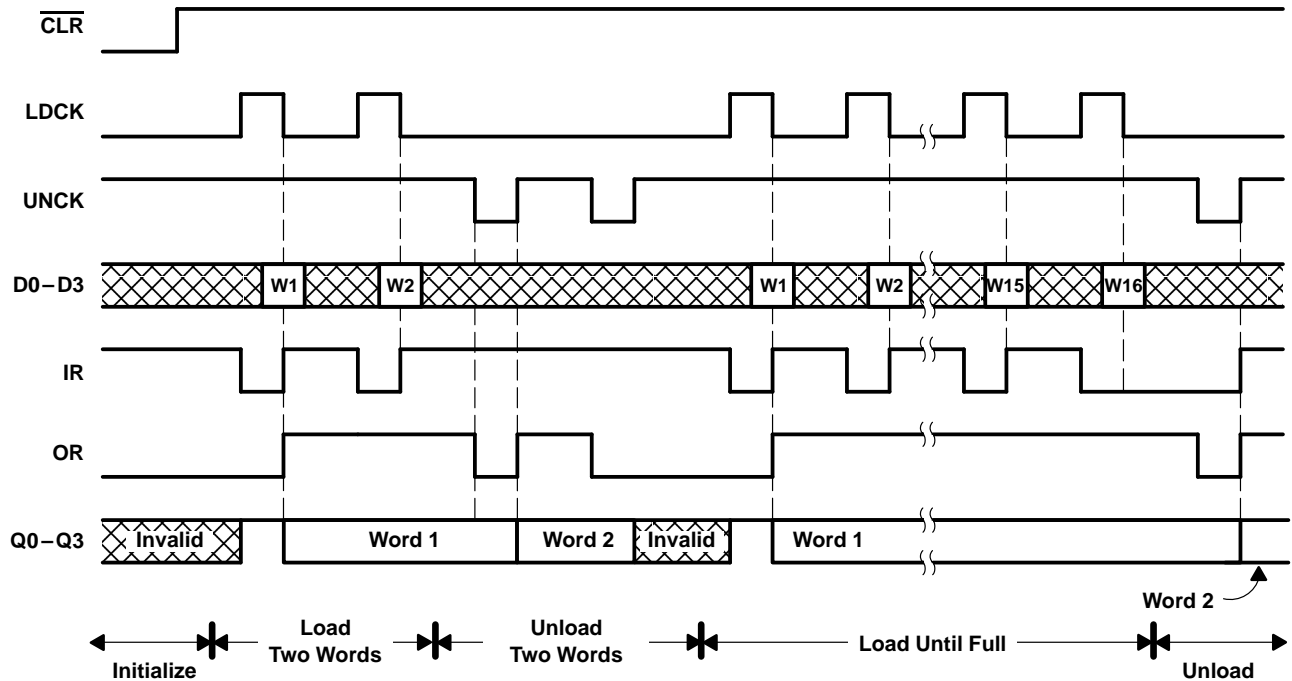 CLR
LDCK
UNCK
D0–D3 W1 W2 W1 W2 W15 W16
IR
OR
Q0–Q3 Invalid Word 1 Word 2 Invalid Word 1
Word 2
Initialize
Load
Two Words
Unload
Two Words
Load Until Full
Unload